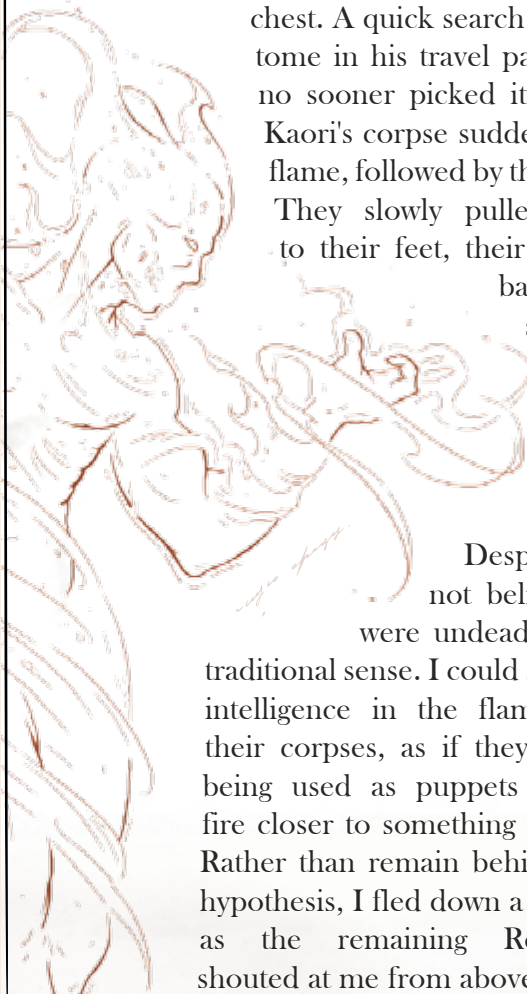 chest. A quick search
tome in his travel pa
no sooner picked it
Kaori's corpse sudde
flame, followed by th
They slowly pulle
to their feet, their
ba
Desp
not beli
were undead
traditional sense. I could
intelligence in the flam
their corpses, as if they
being used as puppets
fire closer to something
Rather than remain behi
hypothesis, I fled down a
as the remaining Re
shouted at me from above